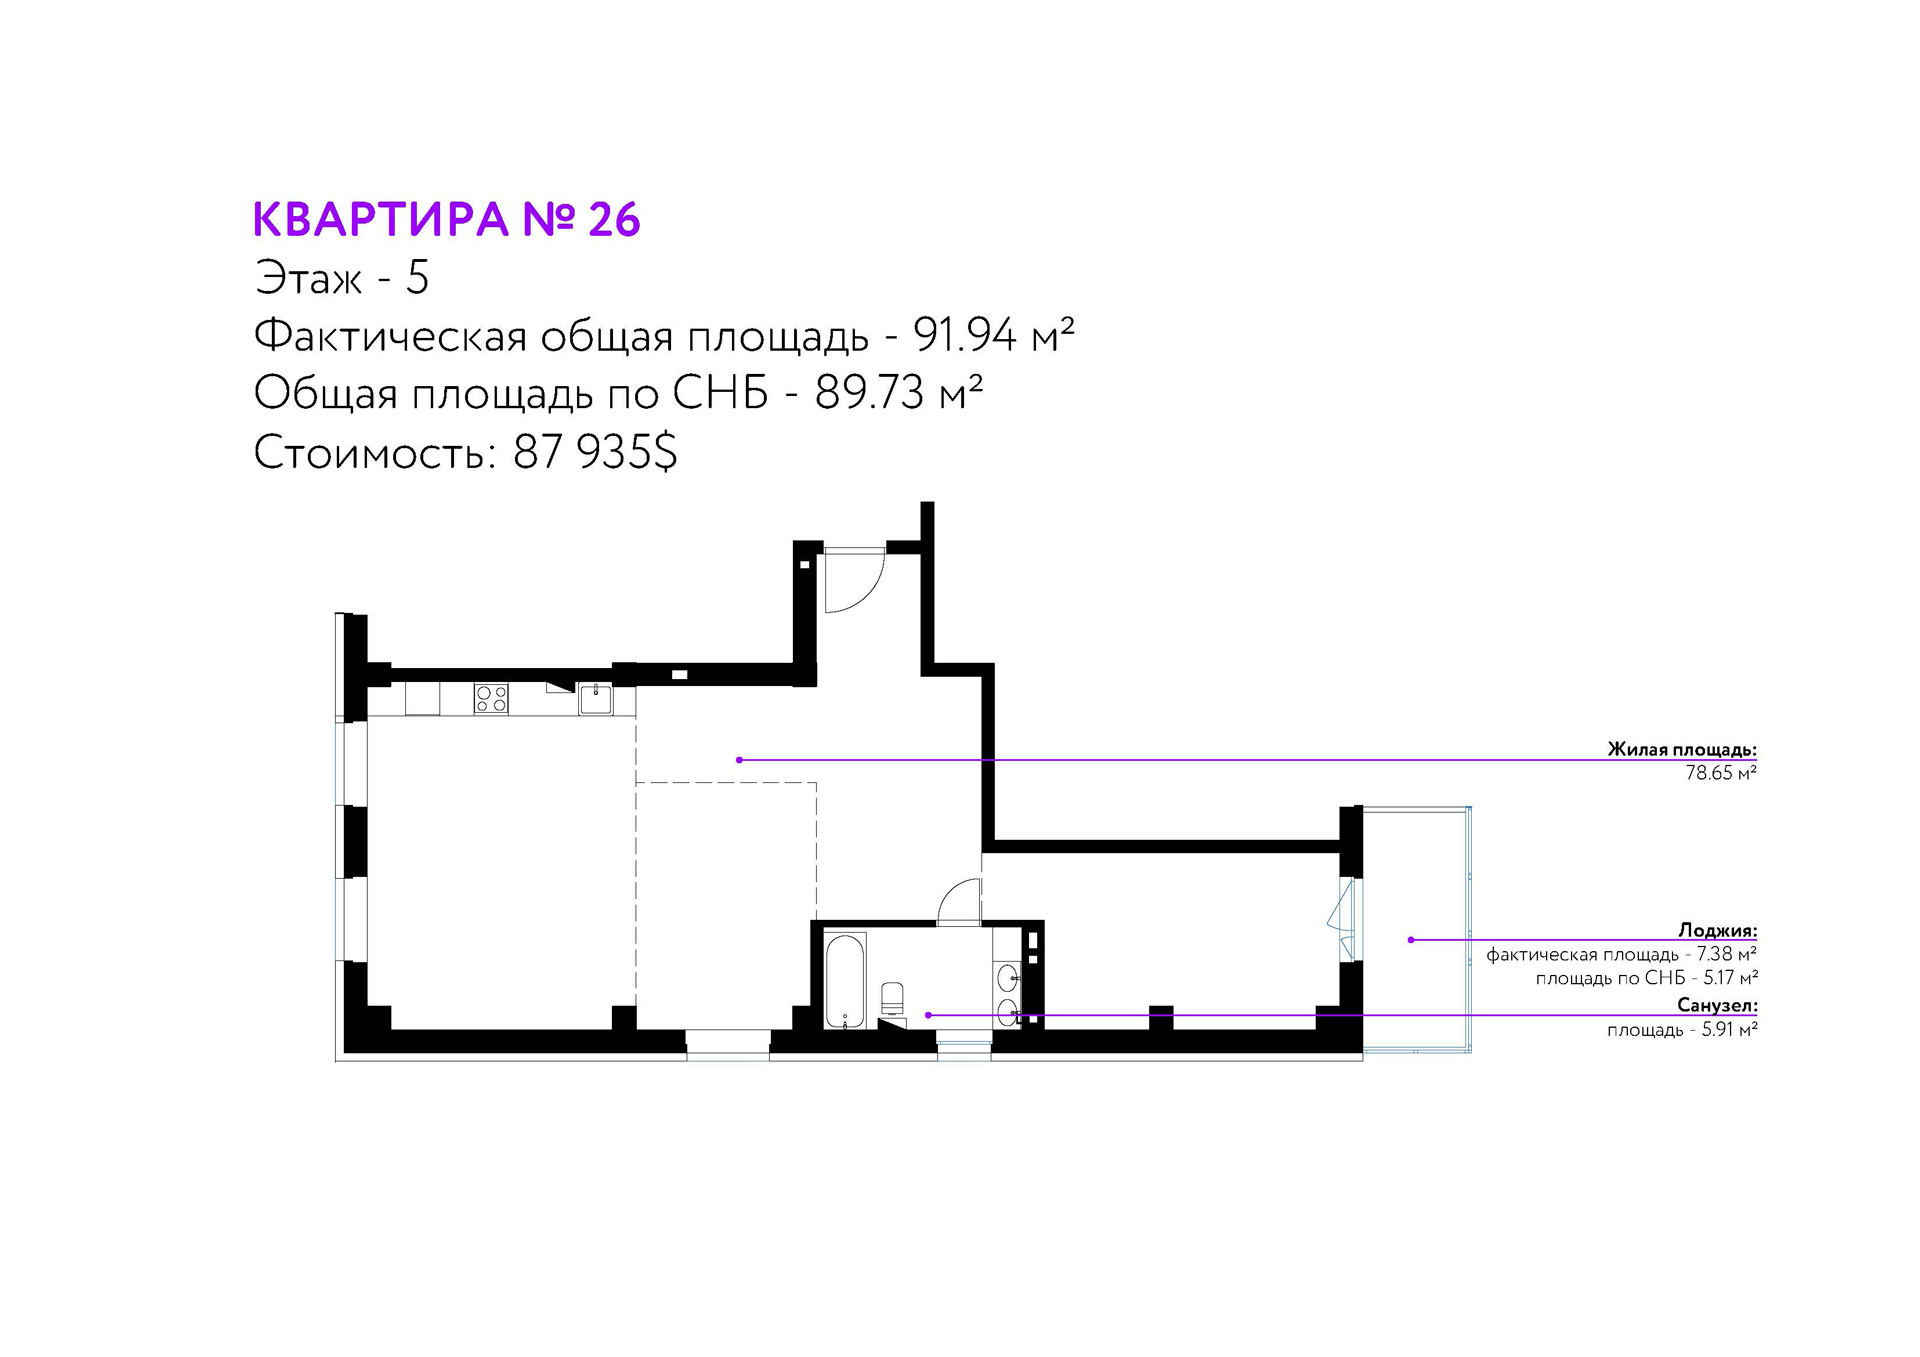 КВАРТИРА № 26
Этаж - 5
Фактическая общая площадь - 91.94 м²
Общая площадь по СНБ - 89.73 м²
Стоимость: 87 935$
Жилая площадь:
78.65 м²
Лоджия:
фактическая площадь - 7.38 м²
площадь по СНБ - 5.17 м²
Санузел:
площадь - 5.91 м²